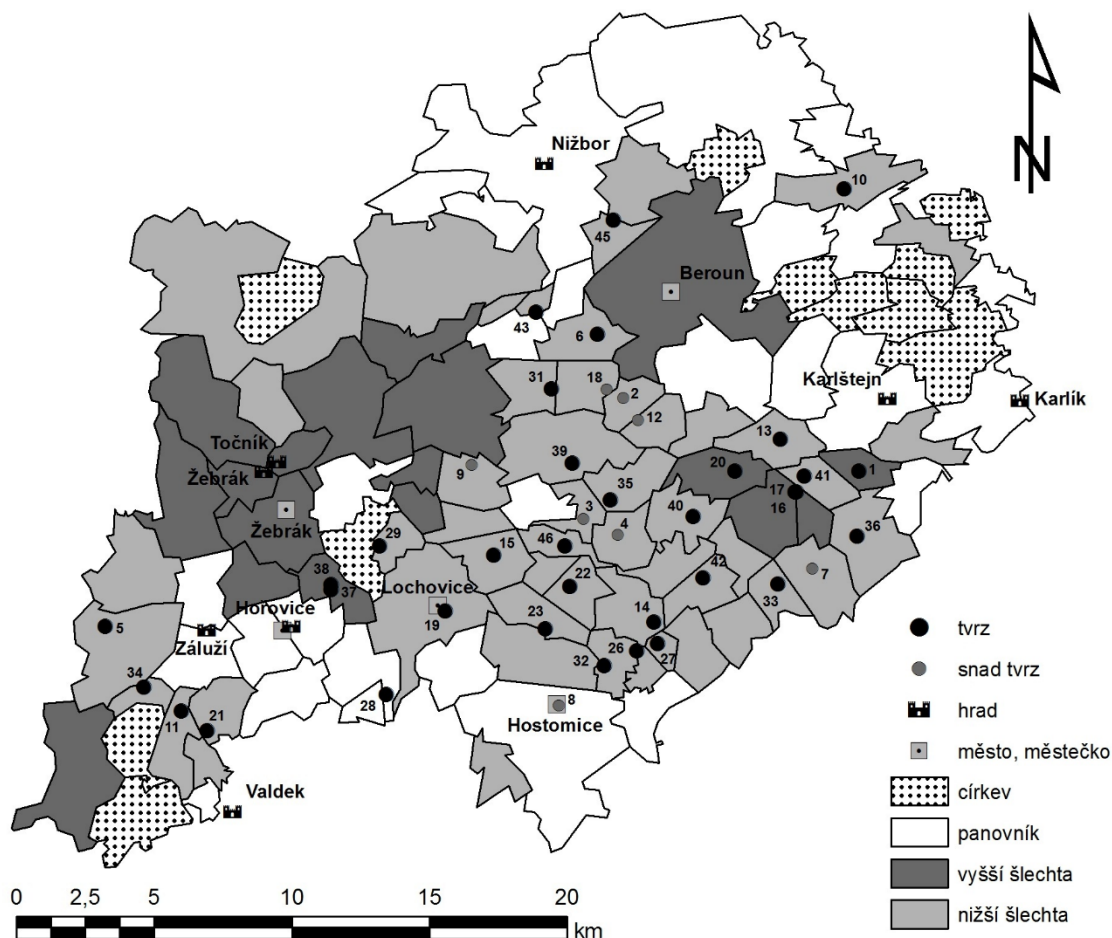 Nižbor
N
10
45
Beroun
43
6
31
18
2
12
Karlštejn
Karlík
13
Točník
Žebrák
9
39
20
41
1
17
16
35
3
4
40
36
Žebrák
29
15
46
42
7
38
37
Lochovice
22
33
5
Hořovice
19
23
14
Záluží
32
26
27
34
28
8
Hostomice
11
21
Valdek
tvrz
snad tvrz
hrad
město, městečko
církev
panovník
vyšší šlechta
nižší šlechta
0 2,5 5 10 15 20
km